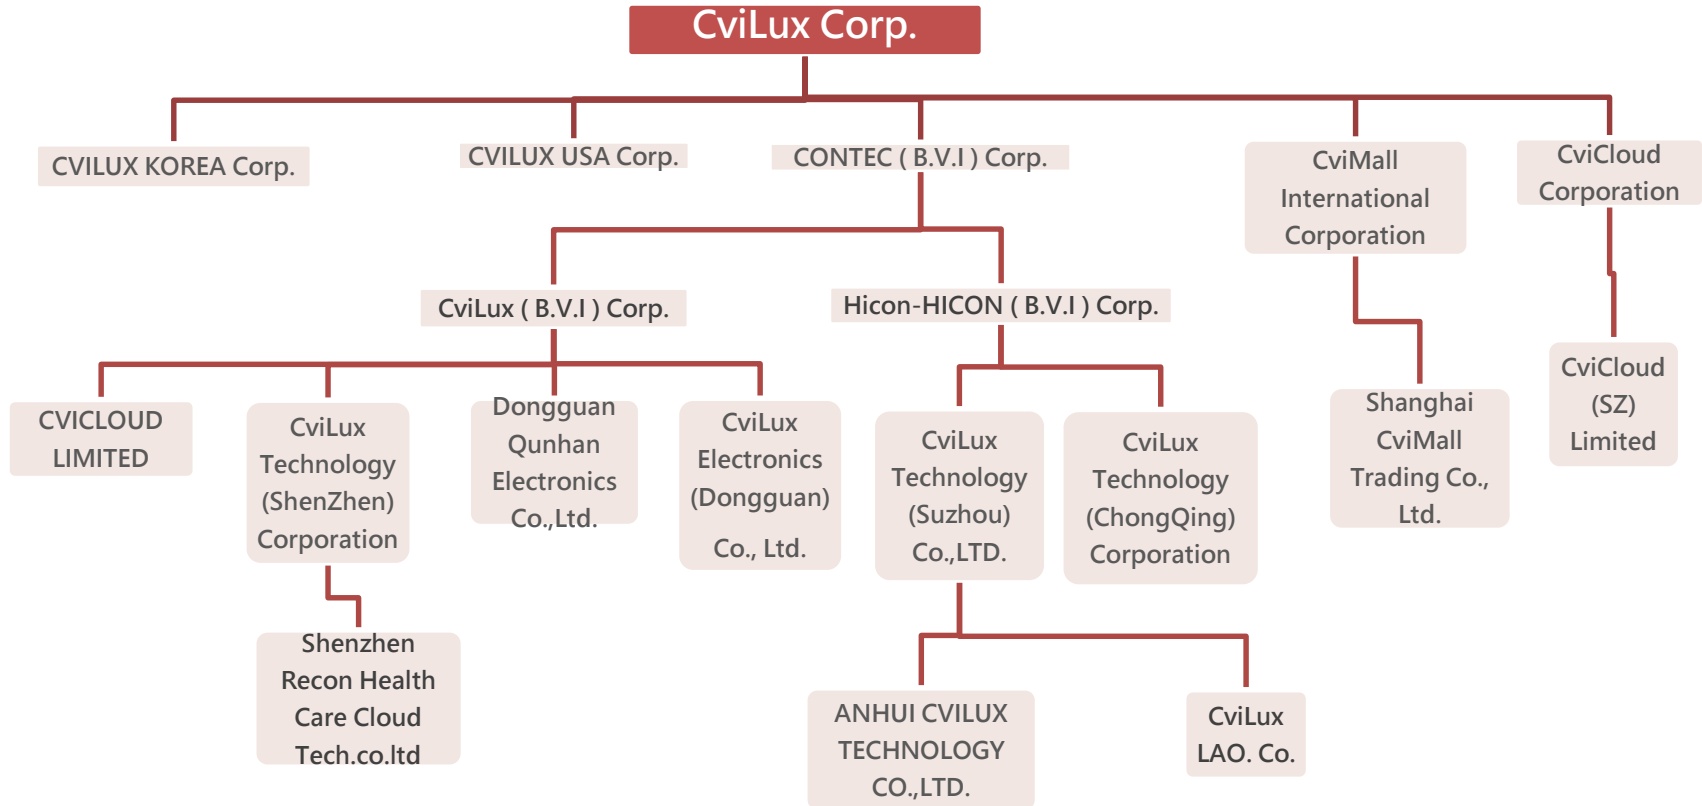 CviLux Corp.
CVILUX KOREA Corp.
CVILUX USA Corp.
CONTEC ( B.V.I ) Corp.
CviMall
International
Corporation
CviCloud
Corporation
CviLux ( B.V.I ) Corp.
Hicon-HICON ( B.V.I ) Corp.
CVICLOUD
LIMITED
CviLux
Technology
(ShenZhen)
Corporation
Dongguan
Qunhan
Electronics
Co.,Ltd.
CviLux
Electronics
(Dongguan)
Co., Ltd.
CviLux
Technology
(Suzhou)
Co.,LTD.
CviLux
Technology
(ChongQing)
Corporation
Shanghai
CviMall
Trading Co.,
Ltd.
CviCloud
(SZ)
Limited
Shenzhen
Recon Health
Care Cloud
Tech.co.ltd
ANHUI CVILUX
TECHNOLOGY
CO.,LTD.
CviLux
LAO. Co.